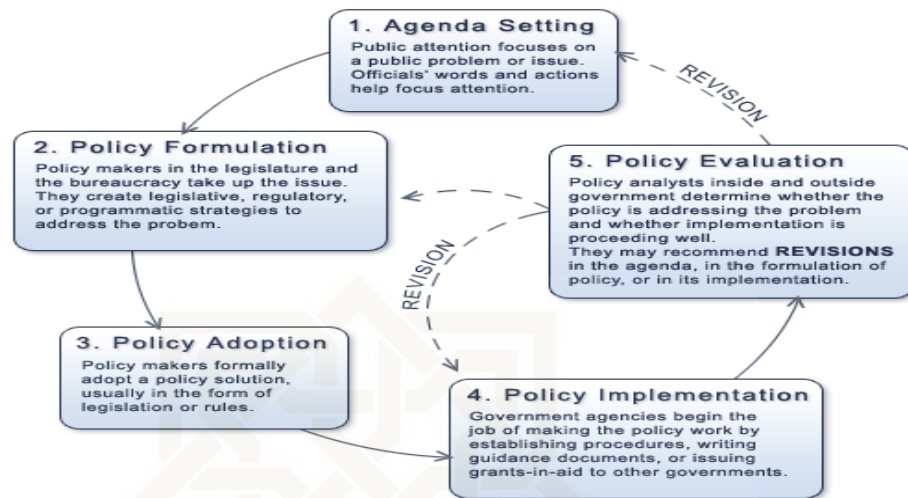 1. Agenda Setting
Public attention focuses on
a public problem or issue.
Officials' words and actions
help focus attention.
REVISION
2. Policy Formulation
Policy makers in the legislature and
the bureaucracy take up the issue.
They create legislative, regulatory,
or programmatic strategies to
address the probem.
5. Policy Evaluation
Policy analysts inside and outside
government determine whether the
policy is addressing the problem
and whether implementation is
proceeding well.
They may recommend REVISIONS
in the agenda, in the formulation of
policy, or in its implementation.
REVISION
3. Policy Adoption
Policy makers formally
adopt a policy solution,
usually in the form of
legislation or rules.
4. Policy Implementation
Government agencies begin the
job of making the policy work by
establishing procedures, writing
guidance documents, or issuing
grants-in-aid to other governments.